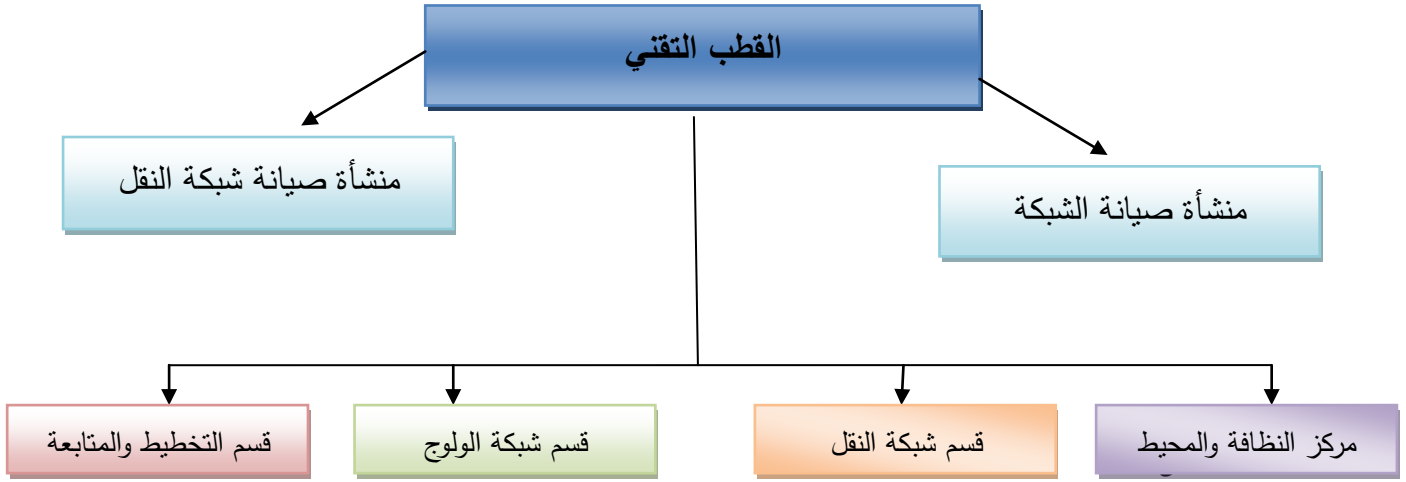 القطب التقني
منشأة صيانة شبكة النقل
منشأة صيانة الشبكة
مركز النظافة والمحيط
قسم شبكة النقل
قسم شبكة الولوج
قسم التخطيط والمتابعة